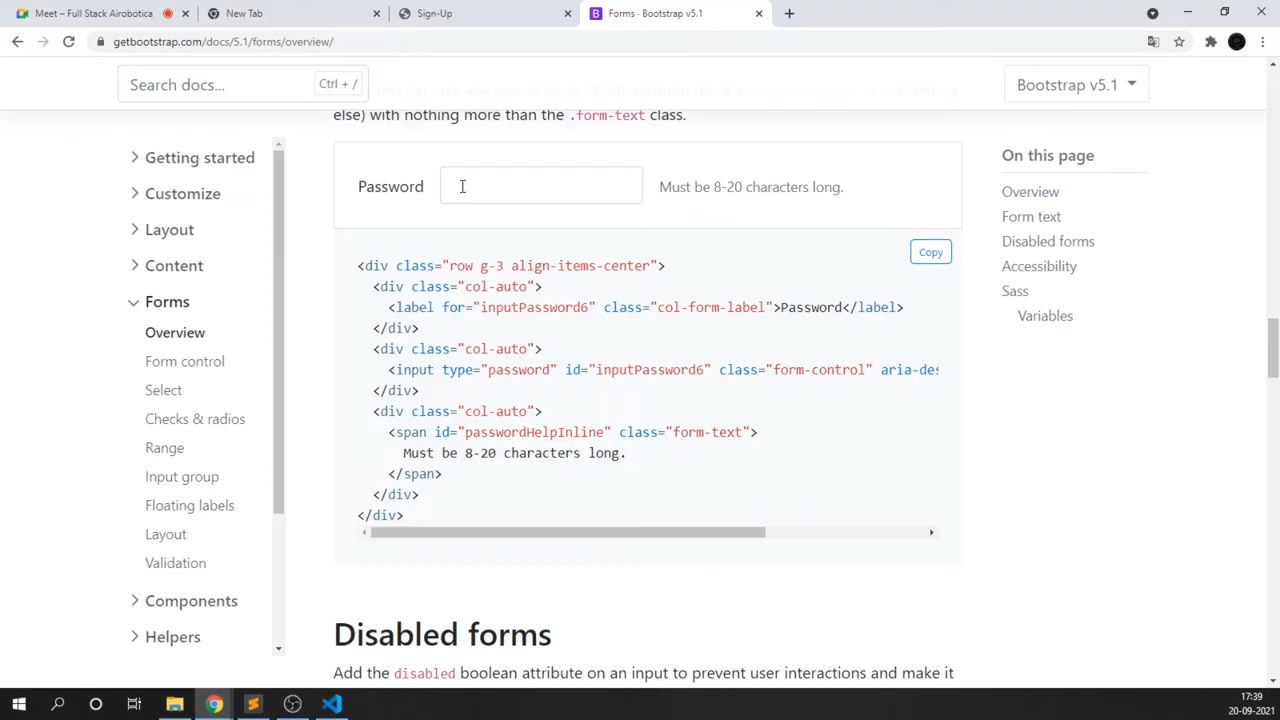 Meet – Full Stack Airobotica
New Tab
Sign-Up
Forms · Bootstrap v5.1
getbootstrap.com/docs/5.1/forms/overview/
Search docs...
Ctrl + /
Bootstrap v5.1
else) with nothing more than the .form-text class.
Getting started
Customize
Layout
Content
Forms
Overview
Form control
Select
Checks & radios
Range
Input group
Floating labels
Layout
Validation
Components
Helpers
Password
Must be 8-20 characters long.
Copy
<div class="row g-3 align-items-center">
<div class="col-auto">
<label for="inputPassword6" class="col-form-label">Password</label>
</div>
<div class="col-auto">
<input type="password" id="inputPassword6" class="form-control" aria-des
</div>
<div class="col-auto">
<span id="passwordHelpInline" class="form-text">
Must be 8-20 characters long.
</span>
</div>
</div>
Disabled forms
Add the disabled boolean attribute on an input to prevent user interactions and make it
On this page
Overview
Form text
Disabled forms
Accessibility
Sass
Variables
17:39
20-09-2021